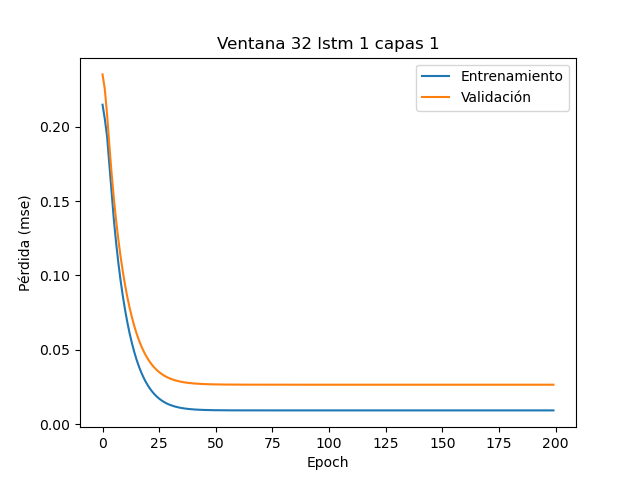 Ventana 32 lstm 1 capas 1
Entrenamiento
Validación
Pérdida (mse)
0.20
0.15
0.10
0.05
0.00
0 25 50 75 100 125 150 175 200
Epoch